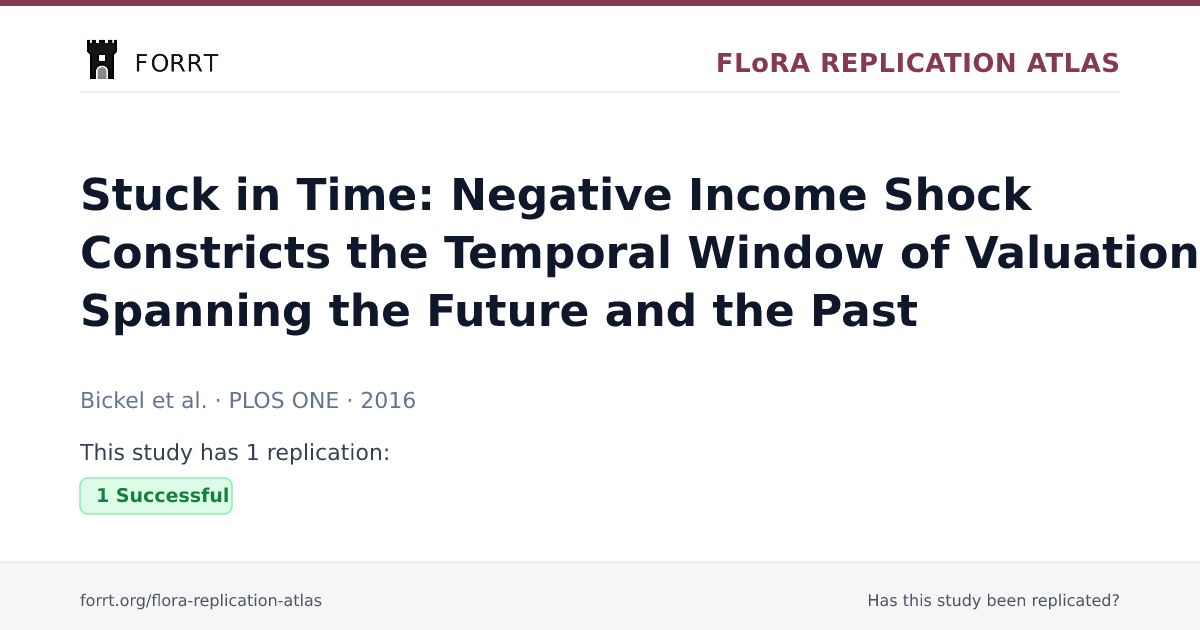 FORRT
FLoRA REPLICATION ATLAS
Stuck in Time: Negative Income Shock
Constricts the Temporal Window of Valuation
Spanning the Future and the Past
Bickel et al. · PLOS ONE · 2016
This study has 1 replication:
1 Successful
forrt.org/flora-replication-atlas
Has this study been replicated?